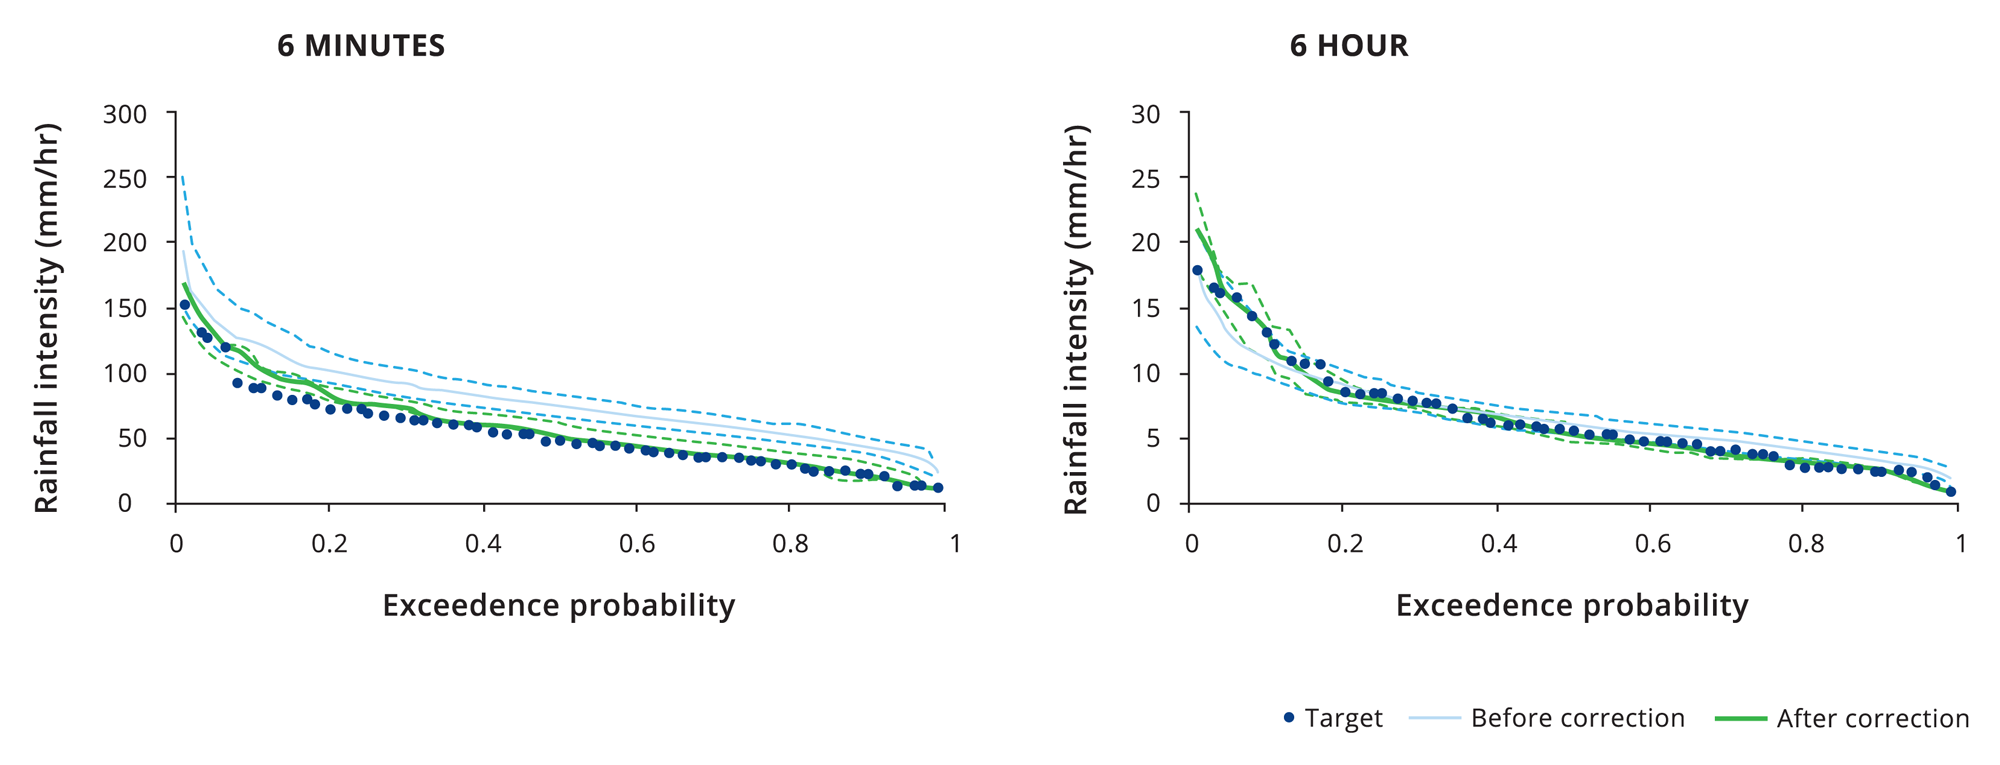 6 MINUTES
Rainfall intensity (mm/hr)
300
250
200
150
100
50
0
0 0.2 0.4 0.6 0.8 1
Exceedence probability
6 HOUR
Rainfall intensity (mm/hr)
30
25
20
15
10
5
0
0 0.2 0.4 0.6 0.8 1
Exceedence probability
Target Before correction After correction